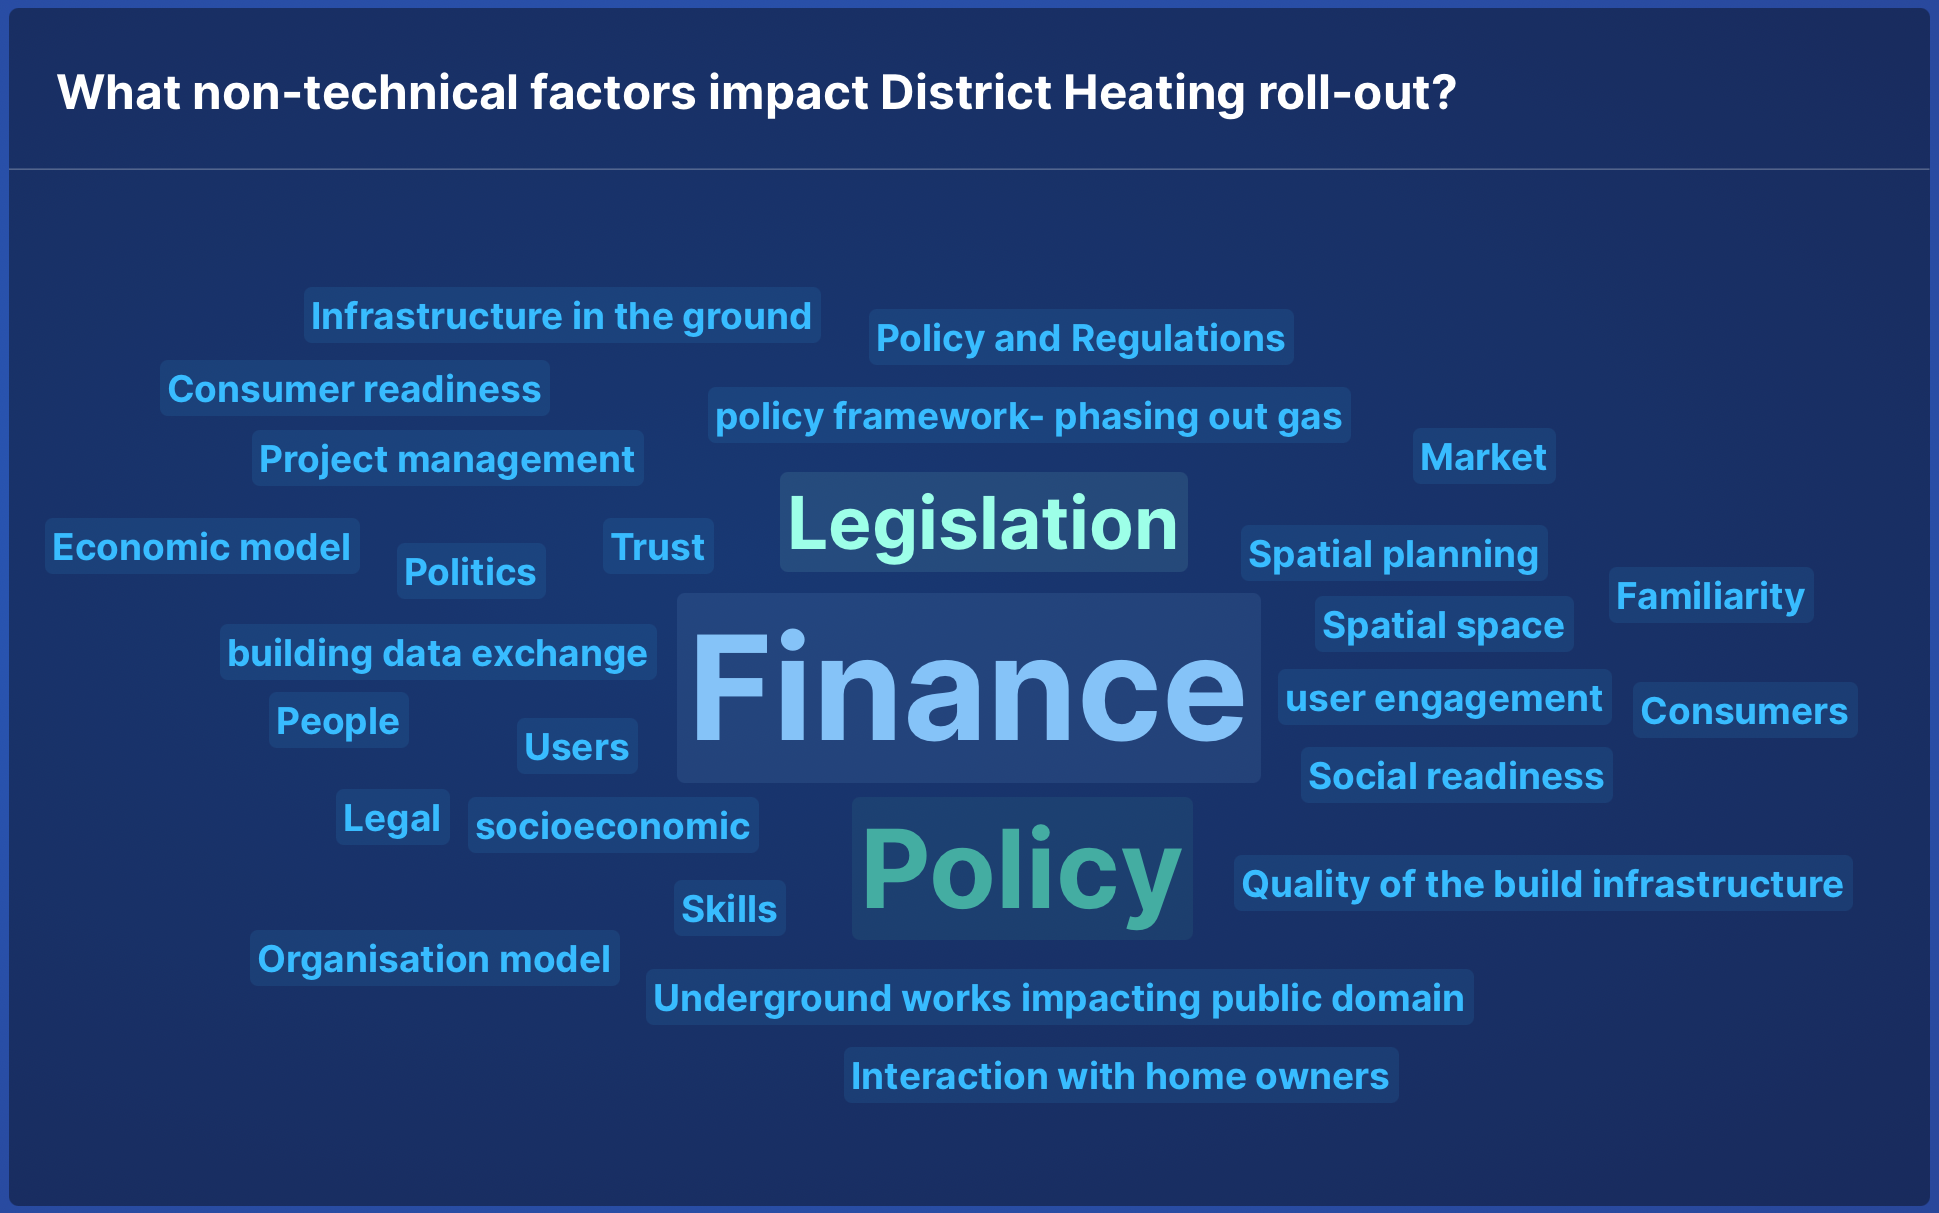 What non-technical factors impact District Heating roll-out?
Infrastructure in the ground
Policy and Regulations
Consumer readiness
policy framework- phasing out gas
Project management
Market
Legislation
Economic model
Trust
Spatial planning
Politics
Familiarity
Spatial space
building data exchange
Finance
user engagement
Consumers
People
Users
Social readiness
Legal
socioeconomic
Policy
Quality of the build infrastructure
Skills
Organisation model
Underground works impacting public domain
Interaction with home owners